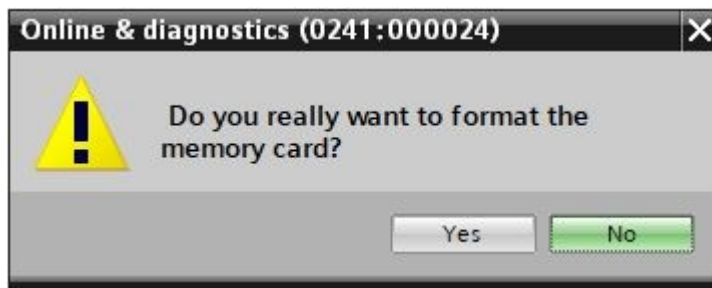 Online & diagnostics (0241:000024)
Do you really want to format the
memory card?
Yes
No